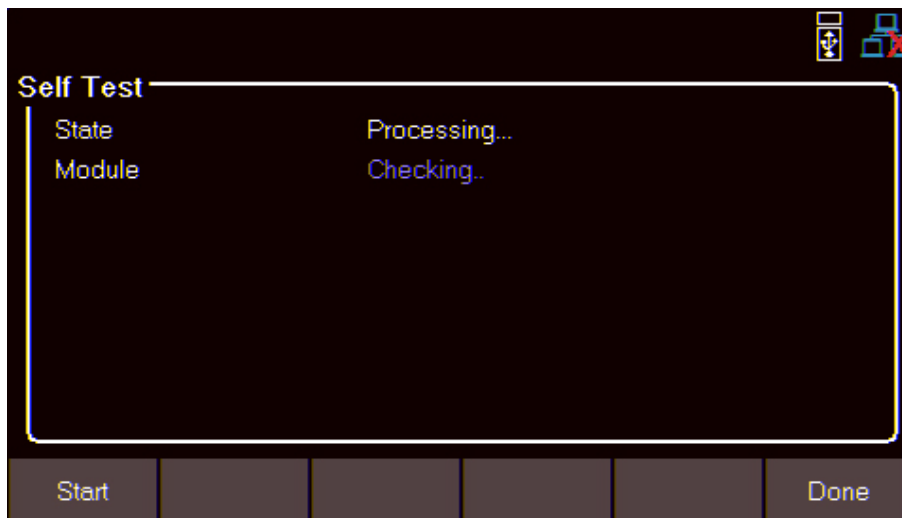 Self Test
State Processing...
Module Checking..
Start Done